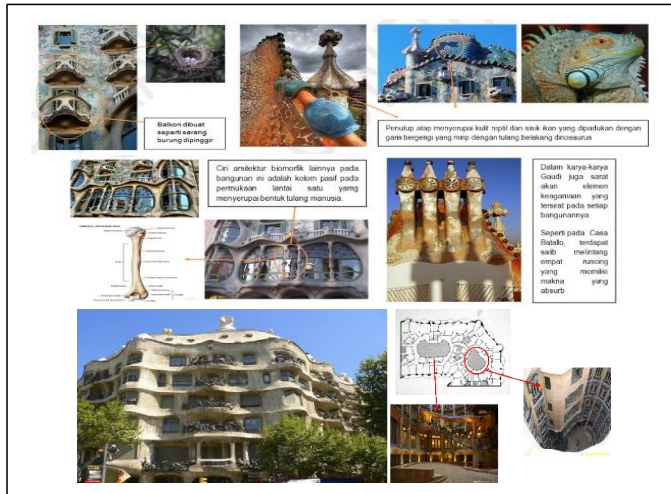 Balkon dibuat
seperti sarang
burung dipinggir
Penutup atap menyerupai kulit reptil dan sisik ikan yang dipadukan dengan
garis bergerigi yang mirip dengan tulang belakang dinosaurus
Ciri arsitektur biomorfik lainnya pada
bangunan ini adalah kolom pasif pada
permukaan lantai satu yamg
menyerupai bentuk tulang manusia.
Dalam karya-karya
Gaudi juga sarat
akan elemen
keagamaan yang
tersirat pada setiap
bangunannya.
Seperti pada Casa
Batallo, terdapat
salib melintang
empat runcing
yang memiliki
makna yang
absurb